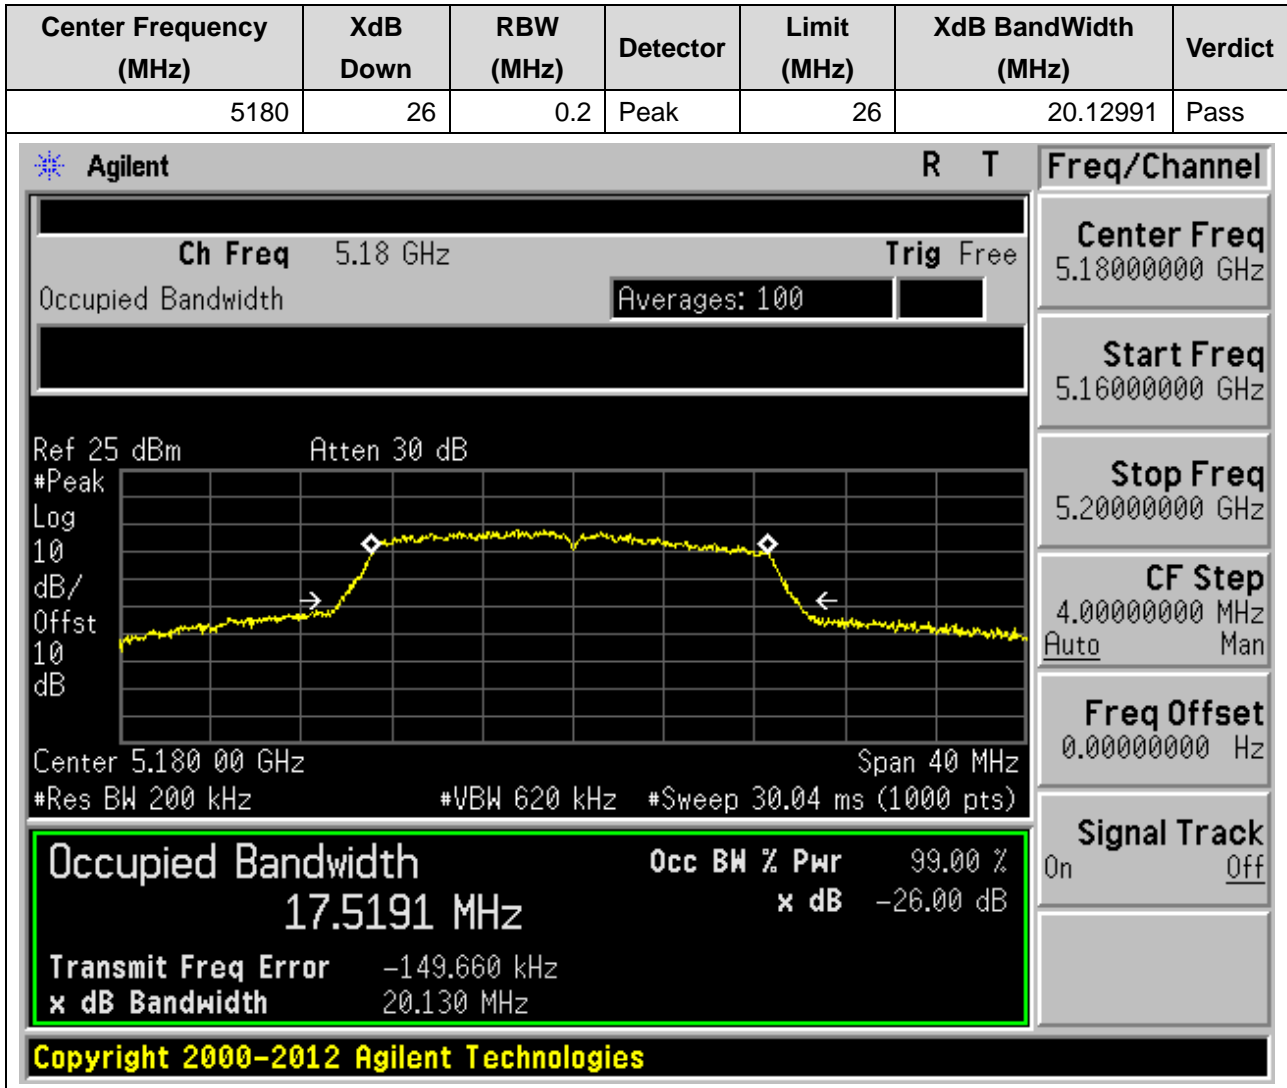 Center Frequency (MHz) XdB Down RBW (MHz) Detector Limit (MHz) XdB BandWidth (MHz) Verdict
5180 26 0.2 Peak 26 20.12991 Pass
Agilent R T
Ch Freq 5.18 GHz Trig Free
Occupied Bandwidth Averages: 100
Ref 25 dBm Atten 30 dB
#Peak
Log
10
dB/
Offst
10
dB
Center 5.180 00 GHz Span 40 MHz
#Res BW 200 kHz #VBW 620 kHz #Sweep 30.04 ms (1000 pts)
Occupied Bandwidth
17.5191 MHz
Occ BW % Pwr 99.00 %
x dB -26.00 dB
Transmit Freq Error -149.660 kHz
x dB Bandwidth 20.130 MHz
Copyright 2000-2012 Agilent Technologies
Freq/Channel
Center Freq
5.18000000 GHz
Start Freq
5.16000000 GHz
Stop Freq
5.20000000 GHz
CF Step
4.00000000 MHz
Auto Man
Freq Offset
0.00000000 Hz
Signal Track
On Off